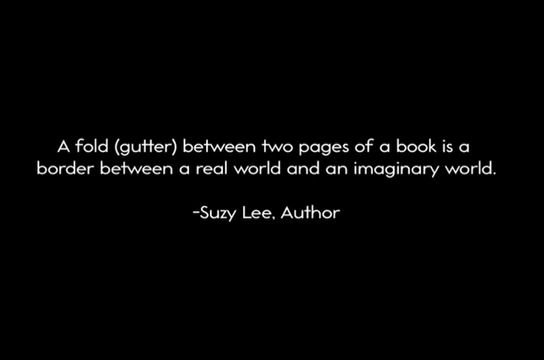 A fold (gutter) between two pages of a book is a
border between a real world and an imaginary world.
-Suzy Lee, Author